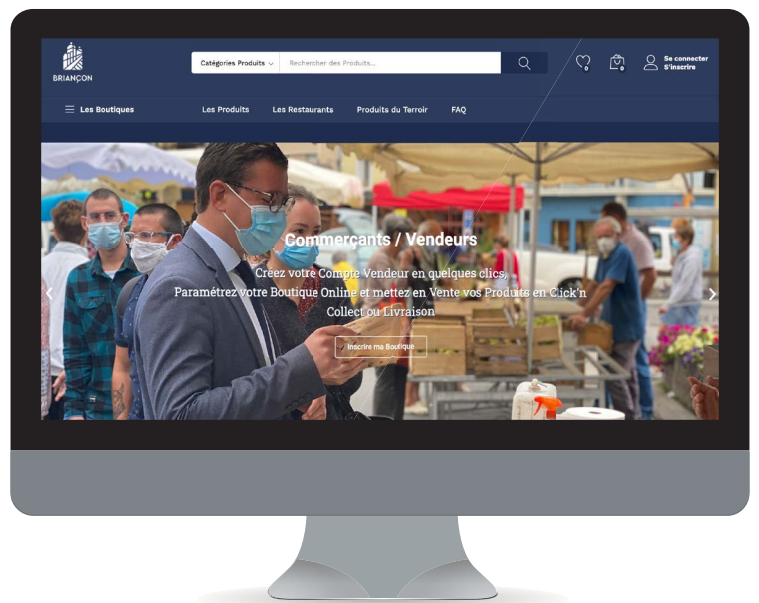 BRIANÇON
Catégories Produits
Rechercher des Produits...
0
0
Se connecter
S'inscrire
Les Boutiques
Les Produits
Les Restaurants
Produits du Terroir
FAQ
Commerçants / Vendeurs
Créez votre Compte Vendeur en quelques clics,
Paramétrez votre Boutique Online et mettez en Vente vos Produits en Click'n
Collect ou Livraison
Inscrire ma Boutique